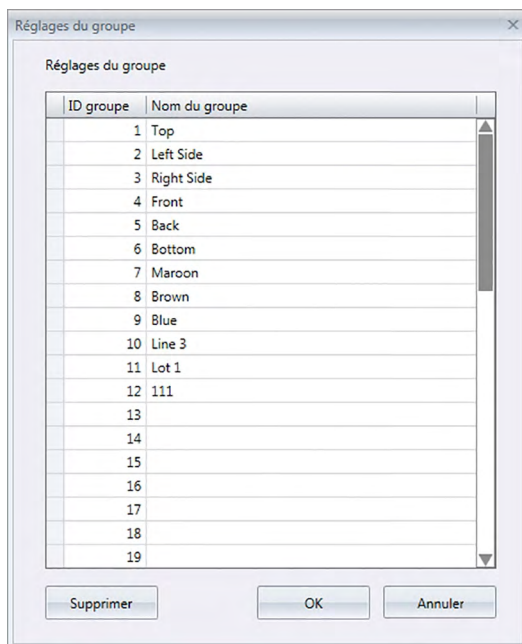 Réglages du groupe
Réglages du groupe
ID groupe Nom du groupe
1 Top
2 Left Side
3 Right Side
4 Front
5 Back
6 Bottom
7 Maroon
8 Brown
9 Blue
10 Line 3
11 Lot 1
12 111
13
14
15
16
17
18
19
Supprimer OK Annuler